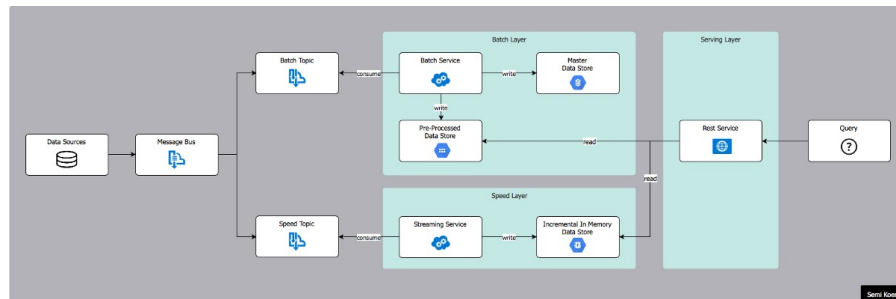 Batch Layer
Serving Layer
Batch Topic
consume
Batch Service
write
Master
Data Store
write
Data Sources
Message Bus
Pre-Processed
Data Store
read
Rest Service
Query
read
Speed Layer
Speed Topic
consume
Streaming Service
write
Incremental In Memory
Data Store